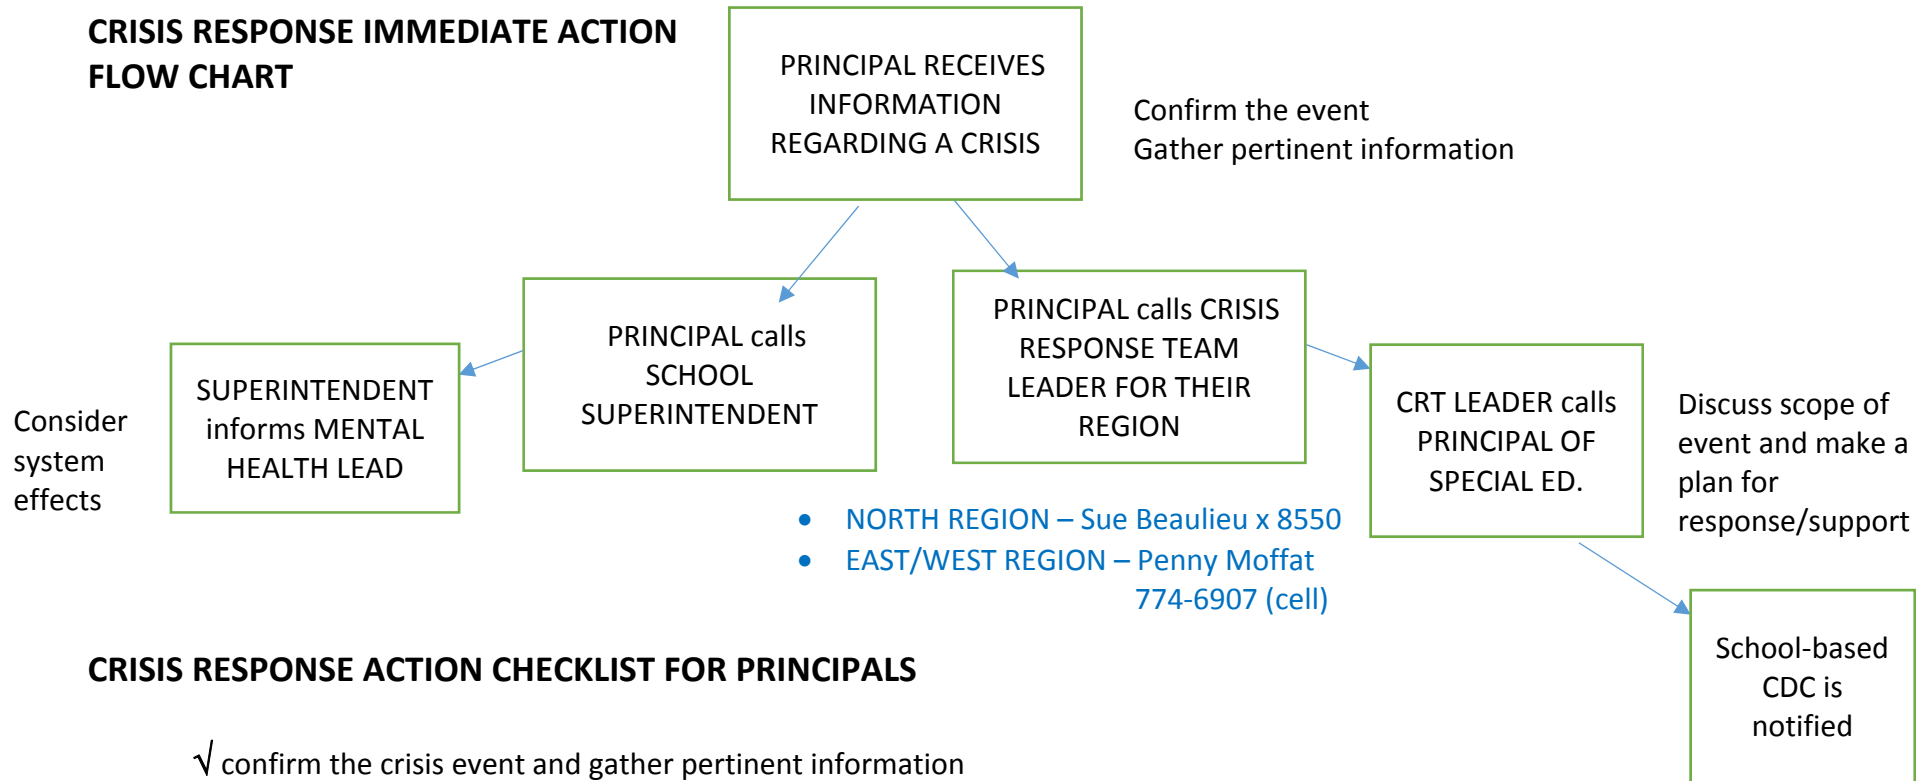 CRISIS RESPONSE IMMEDIATE ACTION
FLOW CHART
PRINCIPAL RECEIVES
INFORMATION
REGARDING A CRISIS
Confirm the event
Gather pertinent information
PRINCIPAL calls
SCHOOL
SUPERINTENDENT
PRINCIPAL calls CRISIS
RESPONSE TEAM
LEADER FOR THEIR
REGION
SUPERINTENDENT
informs MENTAL
HEALTH LEAD
Consider
system
effects
CRT LEADER calls
PRINCIPAL OF
SPECIAL ED.
Discuss scope of
event and make a
plan for
response/support
• NORTH REGION – Sue Beaulieu x 8550
• EAST/WEST REGION – Penny Moffat
774-6907 (cell)
School-based
CDC is
notified
CRISIS RESPONSE ACTION CHECKLIST FOR PRINCIPALS
√ confirm the crisis event and gather pertinent information